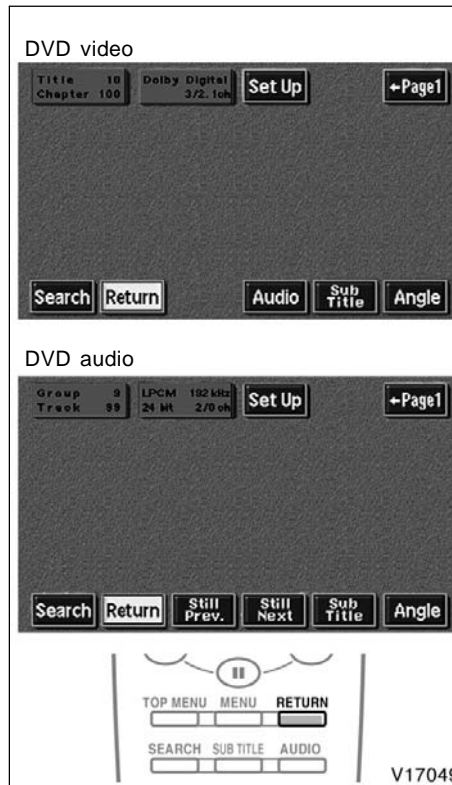 DVD video
Title 10 Dolby Digital Set Up ←Page1
Chapter 100 3/2.1ch
Search Return Audio Sub Title Angle
DVD audio
Group 9 LPCM 192 kHz Set Up ←Page1
Track 99 24 bit 2/0 ch
Search Return Still Prev. Still Next Sub Title Angle
TOP MENU MENU RETURN
SEARCH SUB TITLE AUDIO
V17049